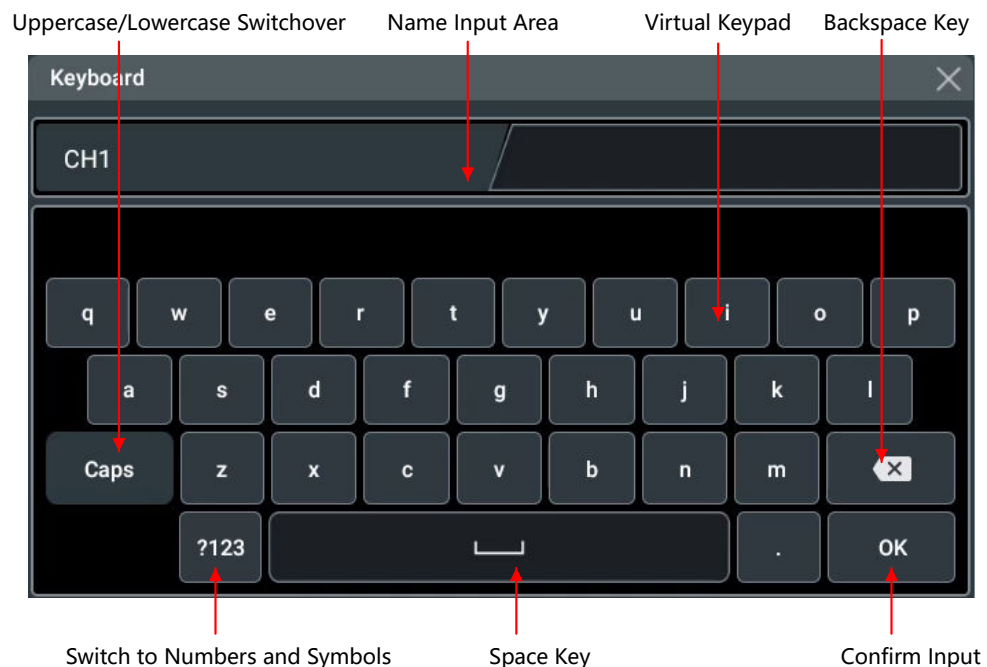 Uppercase/Lowercase Switchover Name Input Area Virtual Keypad Backspace Key
Keyboard
CH1
q w e r t y u i o p
a s d f g h j k l
Caps z x c v b n m
?123 . OK
Switch to Numbers and Symbols Space Key Confirm Input